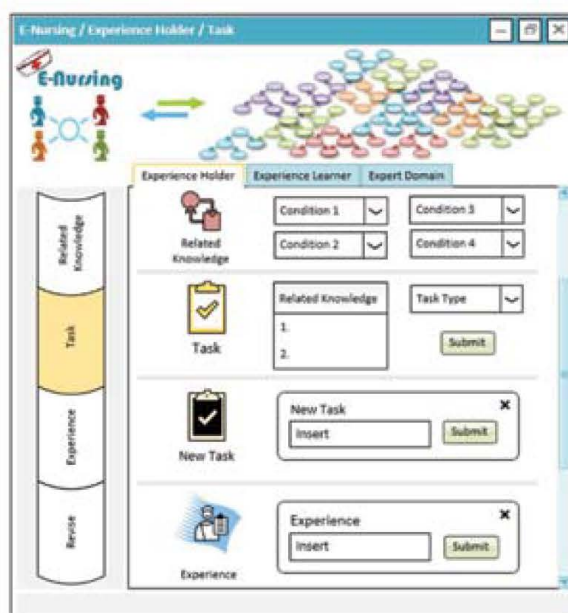 E-Nursing / Experience Holder / Task
E-Nursing
Experience Holder
Experience Learner
Expert Domain
Related
Knowledge
Task
Experience
Revise
Related
Knowledge
Condition 1
Condition 3
Condition 2
Condition 4
Task
Related Knowledge
1.
2.
Task Type
Submit
New Task
New Task
Insert
Submit
Experience
Experience
Insert
Submit